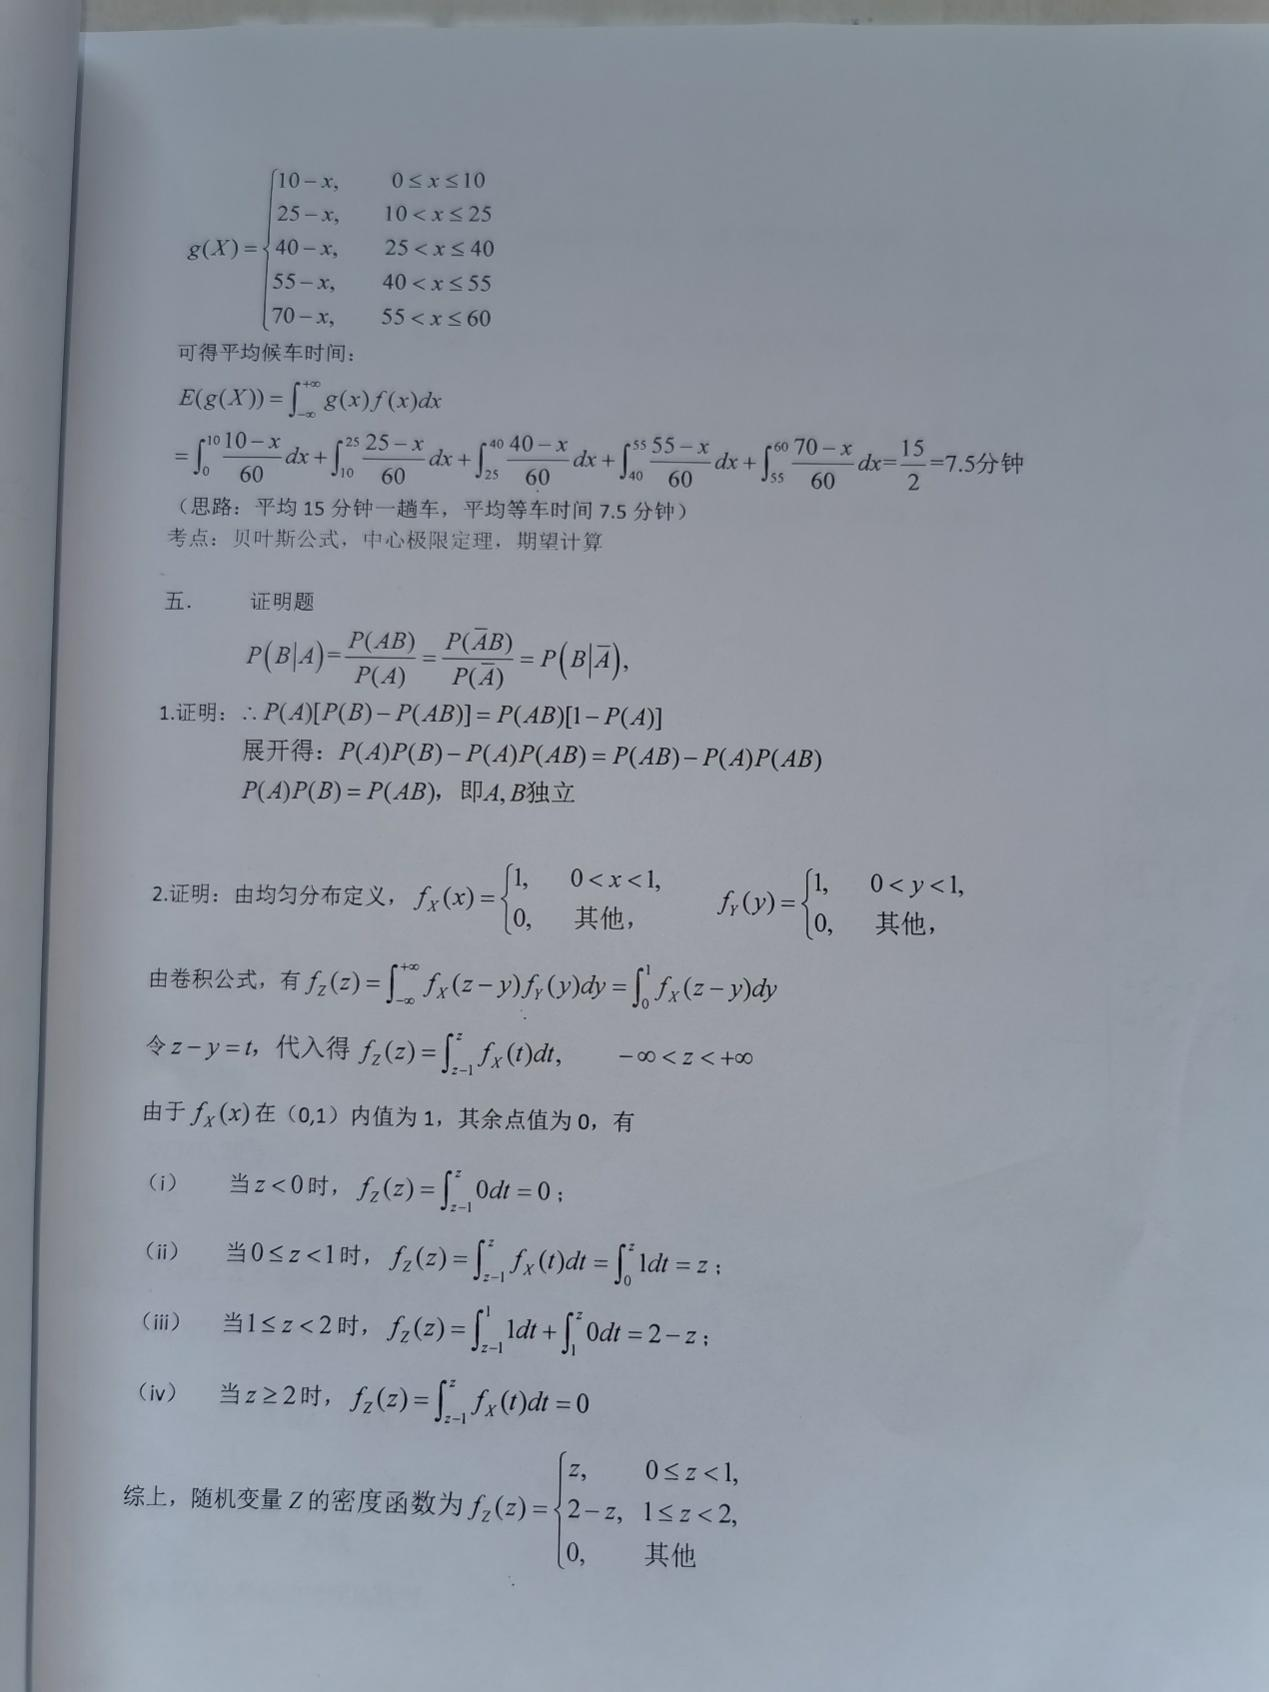 g(X) = { 10 − x, 0 ≤ x ≤ 10
25 − x, 10 < x ≤ 25
40 − x, 25 < x ≤ 40
55 − x, 40 < x ≤ 55
70 − x, 55 < x ≤ 60
可得平均候车时间：
E(g(X)) = ∫_{−∞}^{+∞} g(x) f(x)dx
= ∫_0^{10} (10−x)/60 dx + ∫_{10}^{25} (25−x)/60 dx + ∫_{25}^{40} (40−x)/60 dx + ∫_{40}^{55} (55−x)/60 dx + ∫_{55}^{60} (70−x)/60 dx = 15/2 = 7.5分钟
（思路：平均 15 分钟一趟车，平均等车时间 7.5 分钟）
考点：贝叶斯公式，中心极限定理，期望计算
五. 证明题
P(B|A) = P(AB)/P(A) = P(A̅B)/P(A̅) = P(B|A̅),
1.证明：∴ P(A)[P(B) − P(AB)] = P(AB)[1 − P(A)]
展开得：P(A)P(B) − P(A)P(AB) = P(AB) − P(A)P(AB)
P(A)P(B) = P(AB)，即A, B独立
2.证明：由均匀分布定义，f_X(x) = { 1, 0 < x < 1, 0, 其他， f_Y(y) = { 1, 0 < y < 1, 0, 其他，
由卷积公式，有 f_Z(z) = ∫_{−∞}^{+∞} f_X(z − y) f_Y(y)dy = ∫_0^1 f_X(z − y)dy
令 z − y = t，代入得 f_Z(z) = ∫_{z−1}^{z} f_X(t)dt, −∞ < z < +∞
由于 f_X(x) 在（0,1）内值为 1，其余点值为 0，有
（i） 当 z < 0 时，f_Z(z) = ∫_{z−1}^{z} 0dt = 0；
（ii） 当 0 ≤ z < 1 时，f_Z(z) = ∫_{z−1}^{z} f_X(t)dt = ∫_0^z 1dt = z；
（iii） 当 1 ≤ z < 2 时，f_Z(z) = ∫_{z−1}^{1} 1dt + ∫_1^z 0dt = 2 − z；
（iv） 当 z ≥ 2 时，f_Z(z) = ∫_{z−1}^{z} f_X(t)dt = 0
综上，随机变量 Z 的密度函数为 f_Z(z) = { z, 0 ≤ z < 1,
2 − z, 1 ≤ z < 2,
0, 其他